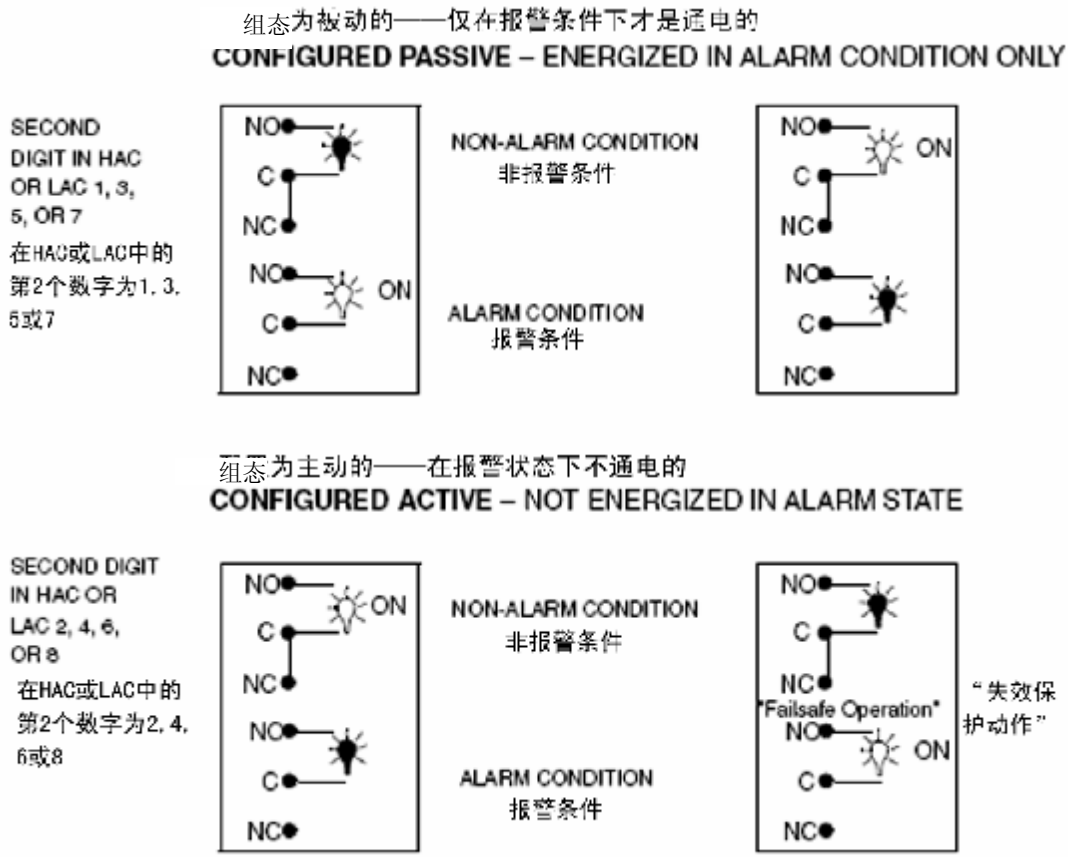 组态为被动的——仅在报警条件下才是通电的
CONFIGURED PASSIVE – ENERGIZED IN ALARM CONDITION ONLY
SECOND
DIGIT IN HAC
OR LAC 1, 3,
5, OR 7
在HAC或LAC中的
第2个数字为1, 3,
5或7
NO
C
NC
NO
ON
C
NC
NON-ALARM CONDITION
非报警条件
ALARM CONDITION
报警条件
NO
ON
C
NC
NO
C
NC
组态为主动的——在报警状态下不通电的
CONFIGURED ACTIVE – NOT ENERGIZED IN ALARM STATE
SECOND DIGIT
IN HAC OR
LAC 2, 4, 6,
OR 8
在HAC或LAC中的
第2个数字为2, 4,
6或8
NO
ON
C
NC
NO
C
NC
NON-ALARM CONDITION
非报警条件
ALARM CONDITION
报警条件
NO
C
NC
"Failsafe Operation"
NO
ON
C
NC
“失效保
护动作”